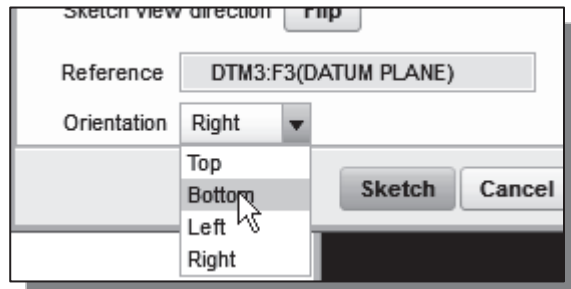 Sketch view direction Flip
Reference DTM3:F3(DATUM PLANE)
Orientation Right
Top
Bottom Sketch Cancel
Left
Right